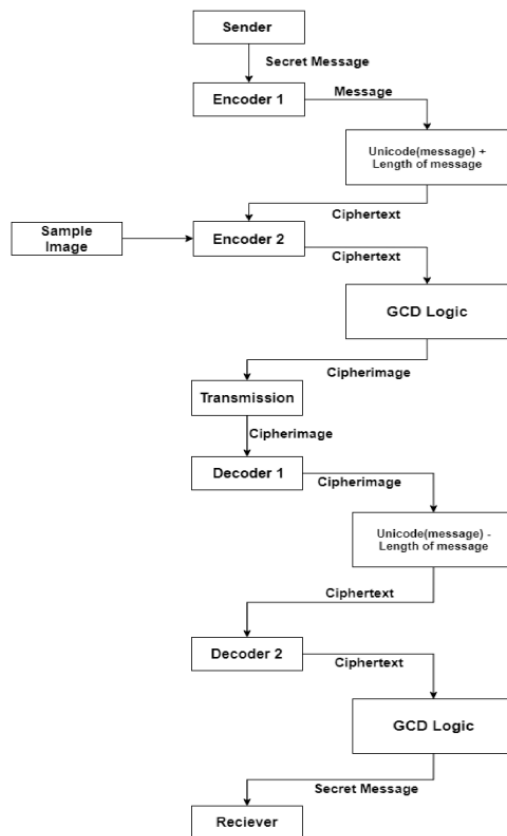 Sender
Secret Message
Encoder 1
Message
Unicode(message) +
Length of message
Ciphertext
Sample
Image
Encoder 2
Ciphertext
GCD Logic
Cipherimage
Transmission
Cipherimage
Decoder 1
Cipherimage
Unicode(message) -
Length of message
Ciphertext
Decoder 2
Ciphertext
GCD Logic
Secret Message
Reciever